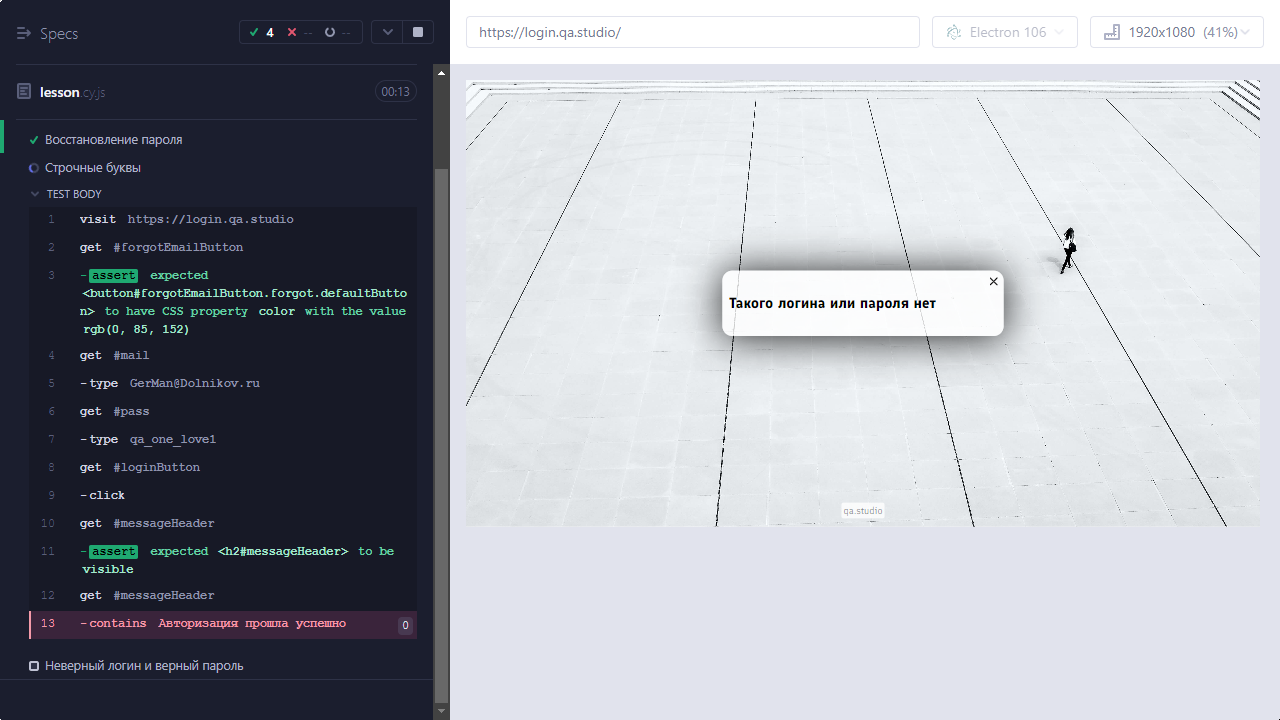 Specs
4
--
--
https://login.qa.studio/
Electron 106
1920x1080 (41%)
lesson.cy.js
00:13
Восстановление пароля
Строчные буквы
TEST BODY
1 visit https://login.qa.studio
2 get #forgotEmailButton
3 -assert expected
<button#forgotEmailButton.forgot.defaultButto
n> to have CSS property color with the value
rgb(0, 85, 152)
4 get #mail
5 -type GerMan@Dolnikov.ru
6 get #pass
7 -type qa_one_love1
8 get #loginButton
9 -click
10 get #messageHeader
11 -assert expected <h2#messageHeader> to be
visible
12 get #messageHeader
13 -contains Авторизация прошла успешно 0
Неверный логин и верный пароль
Такого логина или пароля нет
qa.studio